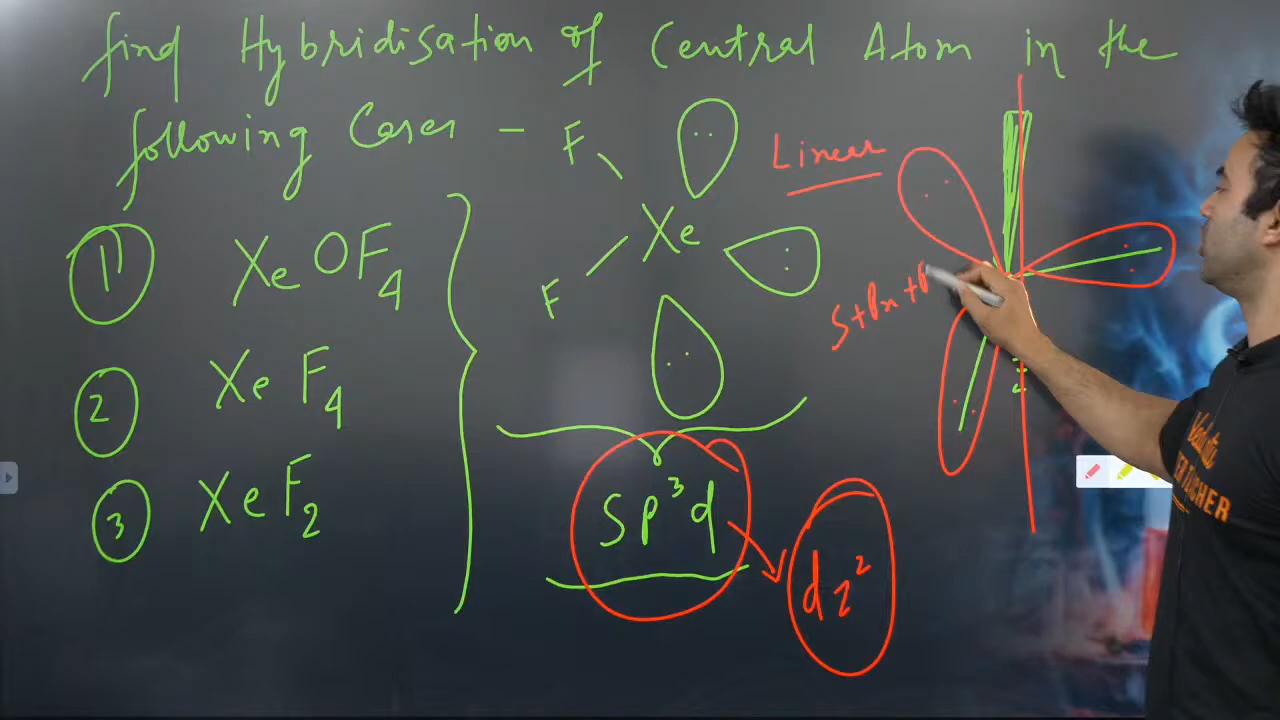 find Hybridisation of Central Atom in the
following Cases -
1) XeOF4
2 XeF4
3 XeF2
F
Xe
F
sp³d
dz²
Linear
S+Px+P